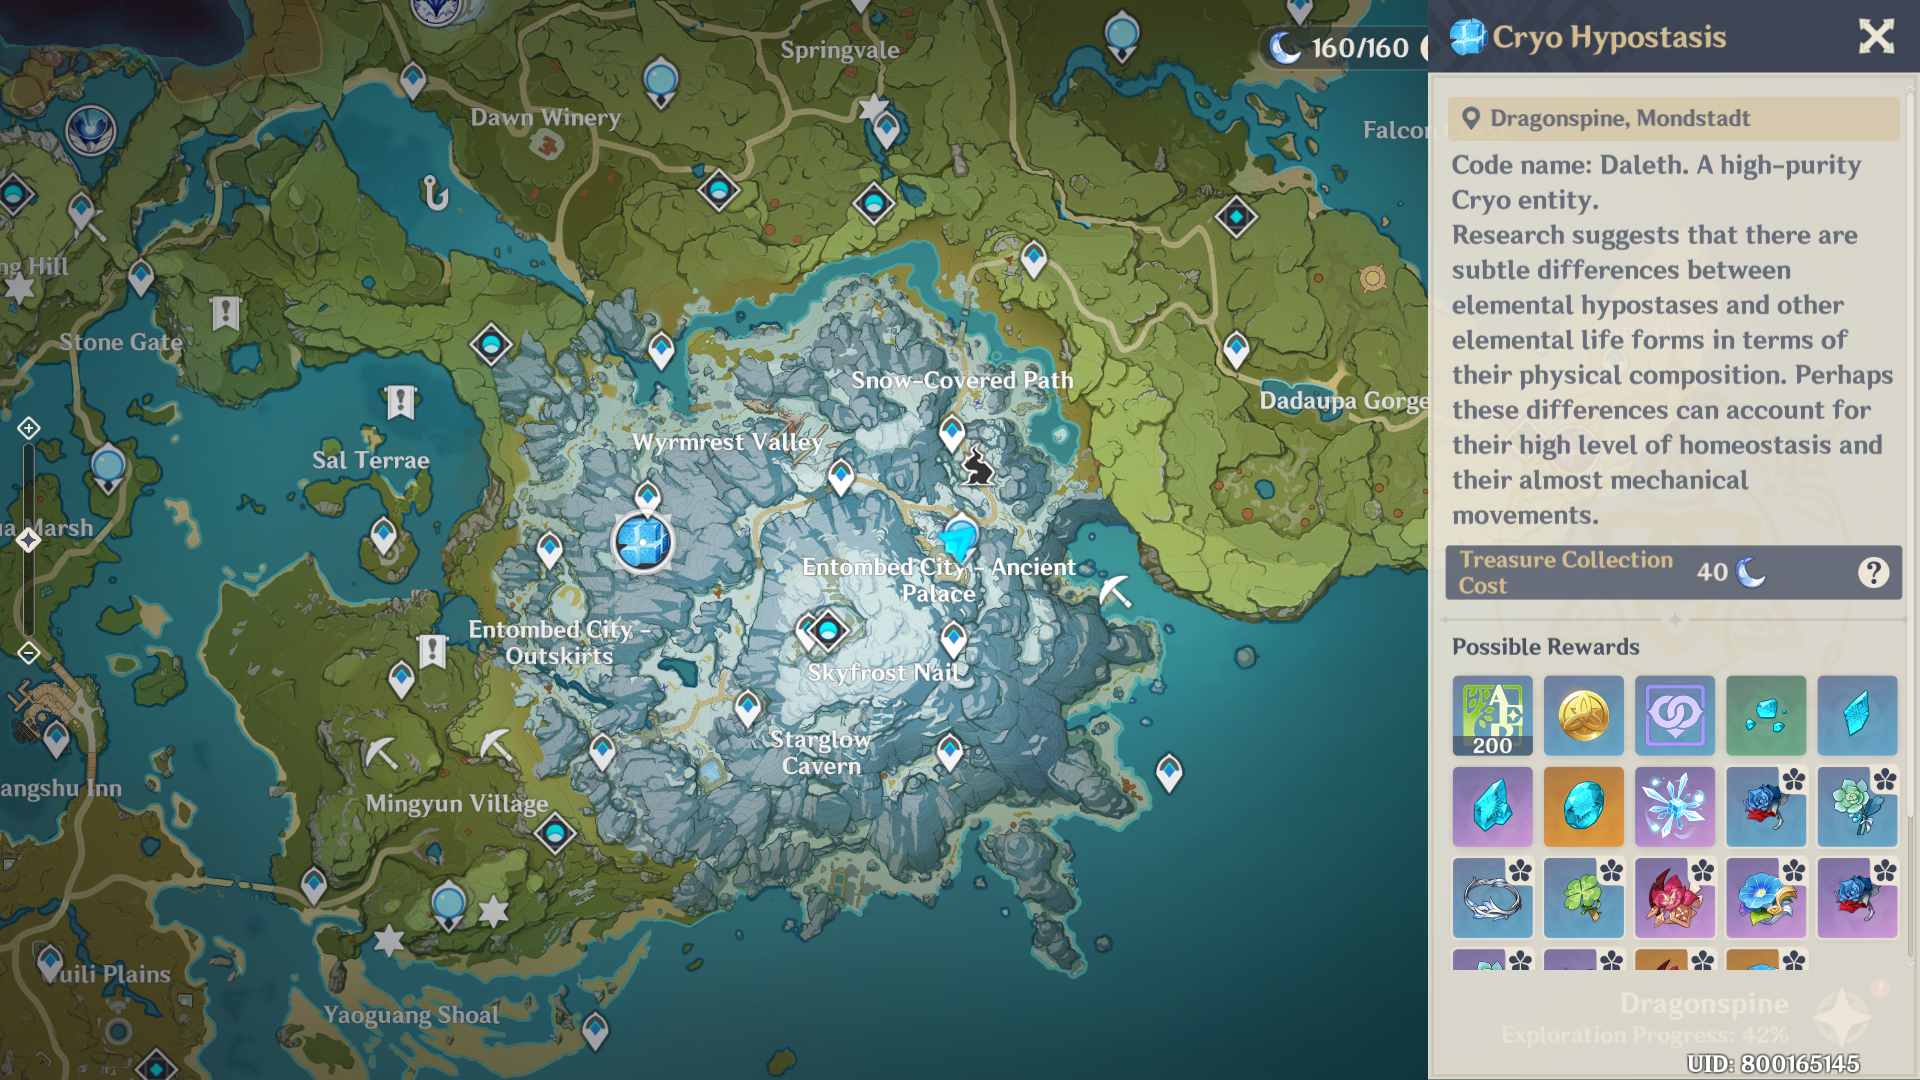 Springvale
160/160
Dawn Winery
Falcon
ng Hill
Stone Gate
Snow-Covered Path
Dadaupa Gorge
Wyrmrest Valley
Sal Terrae
Marsh
Entombed City - Ancient
Palace
Entombed City -
Outskirts
Skyfrost Nail
Starglow
Cavern
angshu Inn
Mingyun Village
uili Plains
Yaoguang Shoal
Cryo Hypostasis
Dragonspine, Mondstadt
Code name: Daleth. A high-purity
Cryo entity.
Research suggests that there are
subtle differences between
elemental hypostases and other
elemental life forms in terms of
their physical composition. Perhaps
these differences can account for
their high level of homeostasis and
their almost mechanical
movements.
Treasure Collection
Cost
40
?
Possible Rewards
200
Dragonspine
Exploration Progress: 42%
UID: 800165145